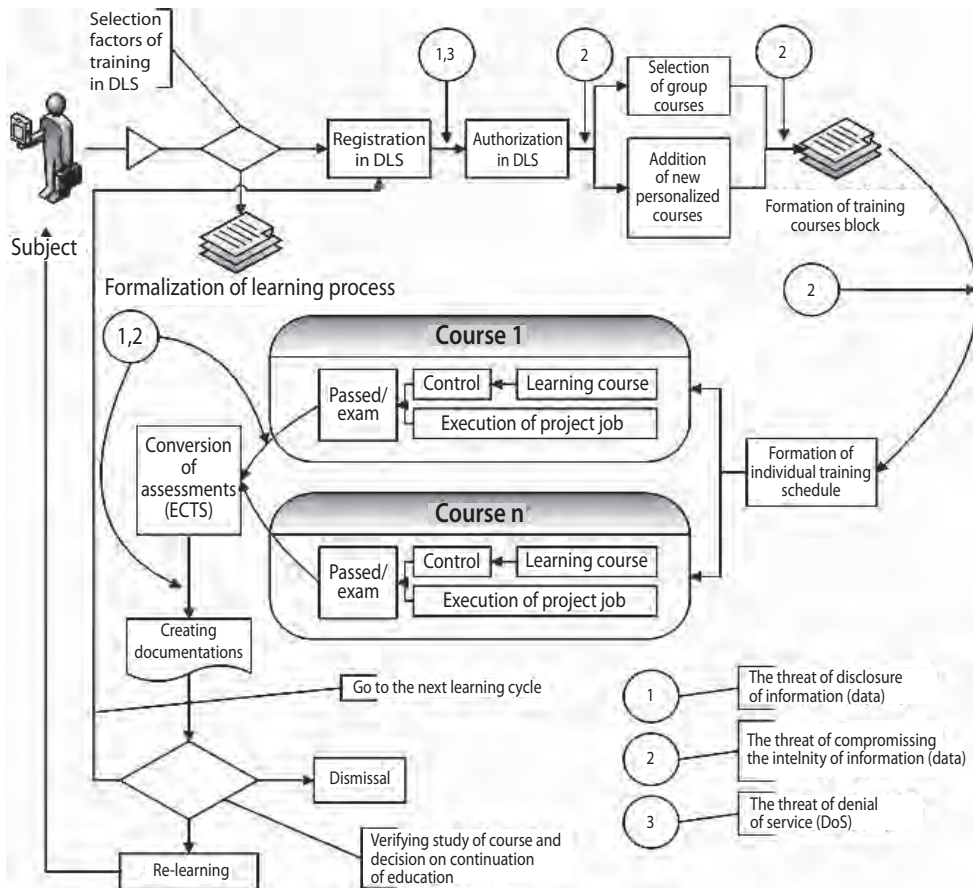 Selection
factors of
training
in DLS
1,3
2
Selection
of group
courses
2
Registration
in DLS
Authorization
in DLS
Addition
of new
personalized
courses
Formation of training
courses block
Subject
Formalization of learning process
2
1,2
Course 1
Passed/
exam
Control
Learning course
Execution of project job
Conversion
of
assessments
(ECTS)
Formation of
individual training
schedule
Course n
Passed/
exam
Control
Learning course
Execution of project job
Creating
documentations
Go to the next learning cycle
Dismissal
Verifying study of course and
decision on continuation
of education
Re-learning
1
The threat of disclosure
of information (data)
2
The threat of compromissing
the intelnity of information (data)
3
The threat of denial
of service (DoS)